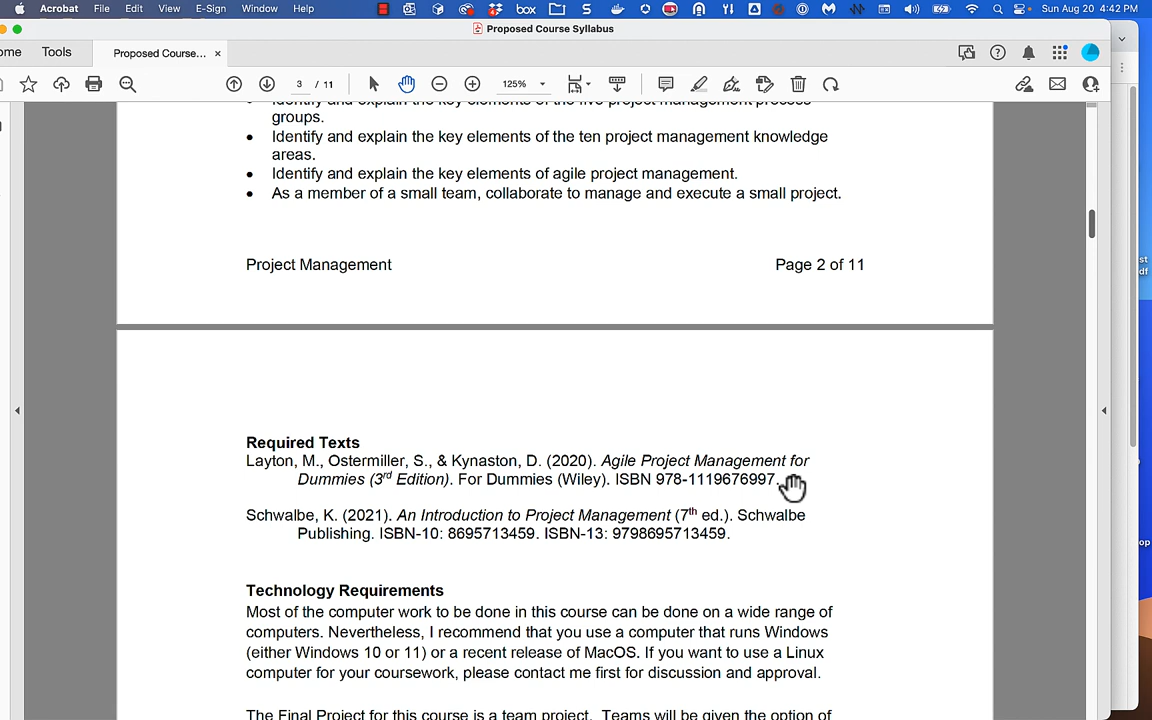 Acrobat File Edit View E-Sign Window Help box Sun Aug 20 4:42 PM
Proposed Course Syllabus
ome Tools Proposed Course... ×
3 / 11 125%
groups.
• Identify and explain the key elements of the ten project management knowledge
areas.
• Identify and explain the key elements of agile project management.
• As a member of a small team, collaborate to manage and execute a small project.
Project Management Page 2 of 11
Required Texts
Layton, M., Ostermiller, S., & Kynaston, D. (2020). Agile Project Management for
Dummies (3rd Edition). For Dummies (Wiley). ISBN 978-1119676997.
Schwalbe, K. (2021). An Introduction to Project Management (7th ed.). Schwalbe
Publishing. ISBN-10: 8695713459. ISBN-13: 9798695713459.
Technology Requirements
Most of the computer work to be done in this course can be done on a wide range of
computers. Nevertheless, I recommend that you use a computer that runs Windows
(either Windows 10 or 11) or a recent release of MacOS. If you want to use a Linux
computer for your coursework, please contact me first for discussion and approval.
The Final Project for this course is a team project. Teams will be given the option of
st
df
op